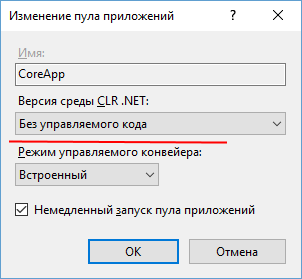 Изменение пула приложений
?
Имя:
CoreApp
Версия среды CLR .NET:
Без управляемого кода
Режим управляемого конвейера:
Встроенный
Немедленный запуск пула приложений
OK
Отмена